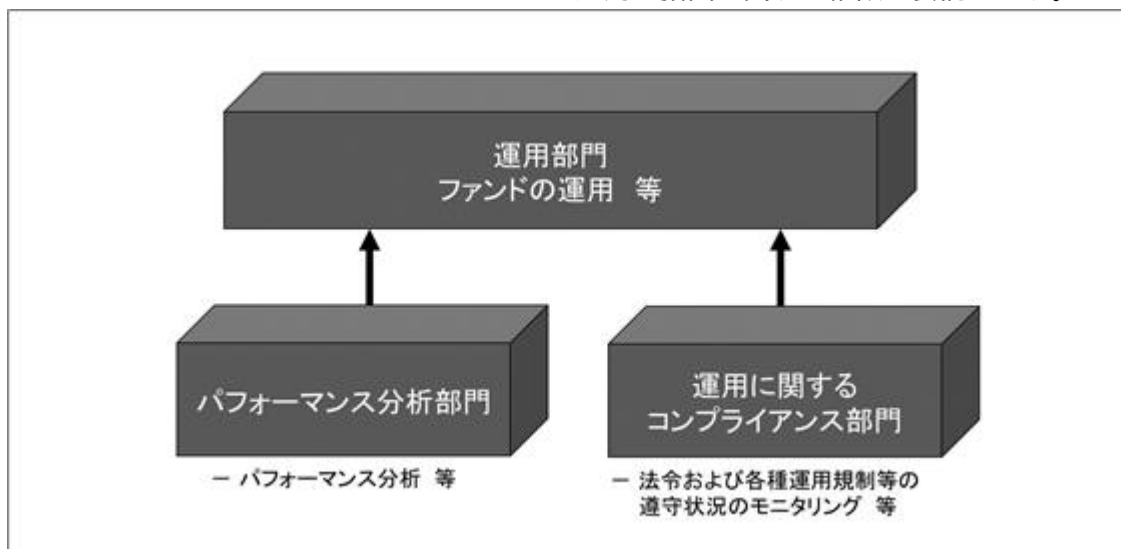 運用部門
ファンドの運用 等
パフォーマンス分析部門
運用に関する
コンプライアンス部門
－ パフォーマンス分析 等
－ 法令および各種運用規制等の
遵守状況のモニタリング 等